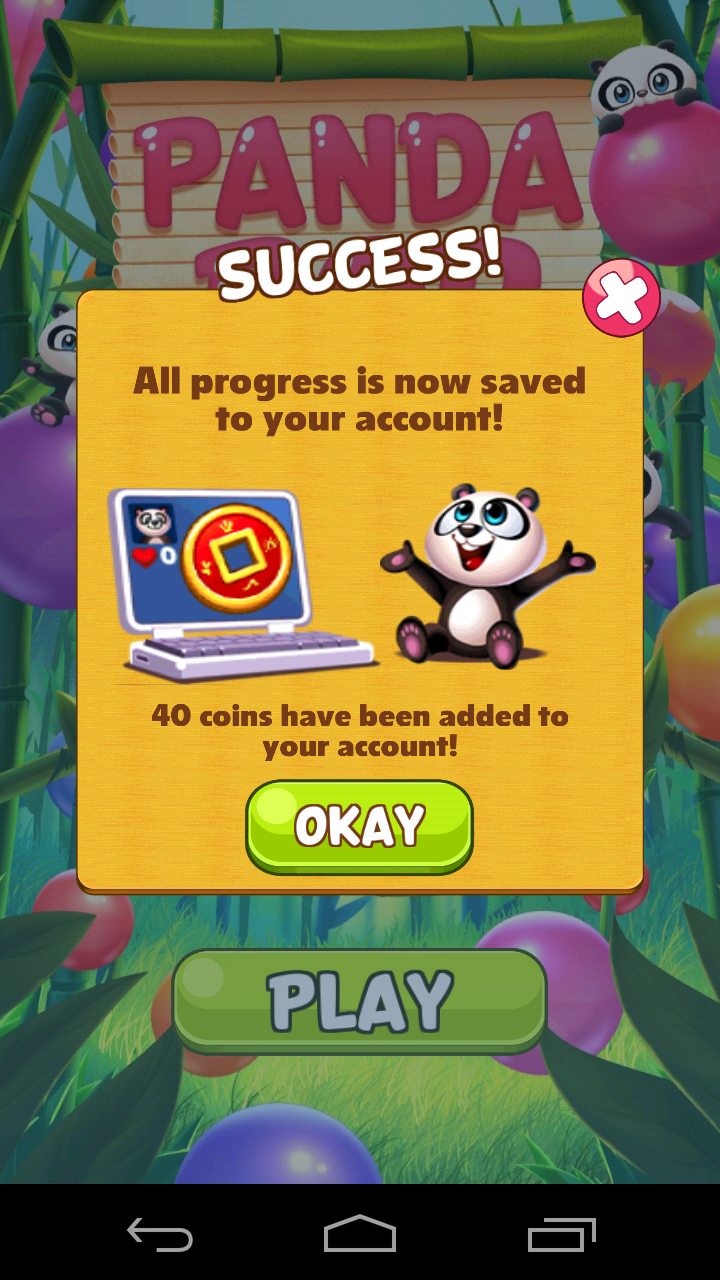 PANDA
SUCCESS!
All progress is now saved
to your account!
0
40 coins have been added to
your account!
OKAY
PLAY